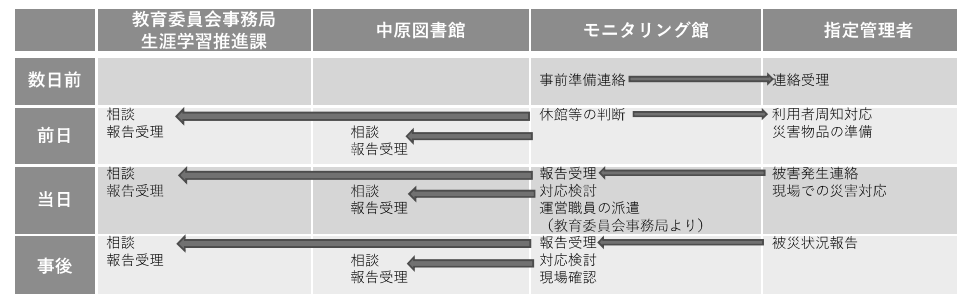 教育委員会事務局
生涯学習推進課
中原図書館
モニタリング館
指定管理者
数日前
事前準備連絡
連絡受理
前日
相談
報告受理
相談
報告受理
休館等の判断
利用者周知対応
災害物品の準備
当日
相談
報告受理
相談
報告受理
報告受理
対応検討
運営職員の派遣
（教育委員会事務局より）
被害発生連絡
現場での災害対応
事後
相談
報告受理
相談
報告受理
報告受理
対応検討
現場確認
被災状況報告